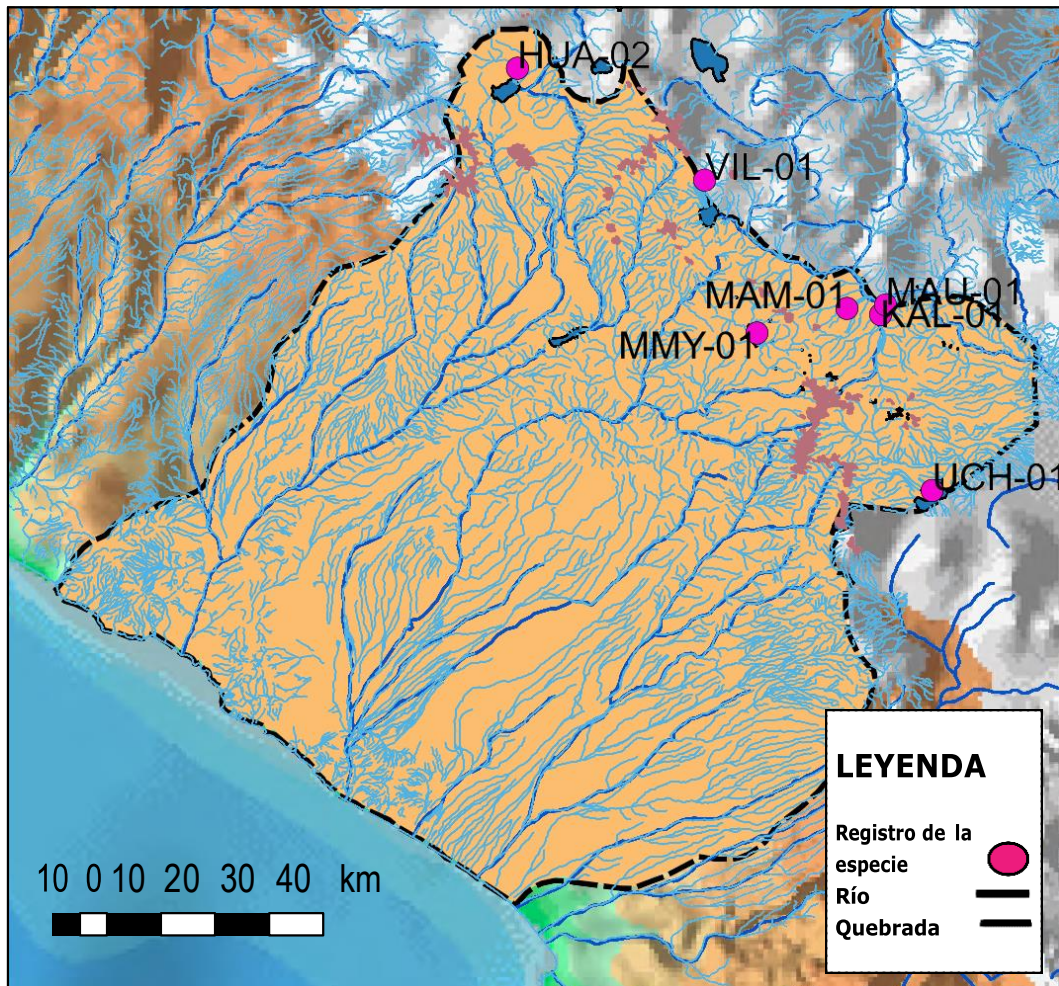 HUA-02
VIL-01
MAM-01
MAU-01
KAL-01
MMY-01
UCH-01
LEYENDA
Registro de la
especie
Río
Quebrada
10 0 10 20 30 40 km